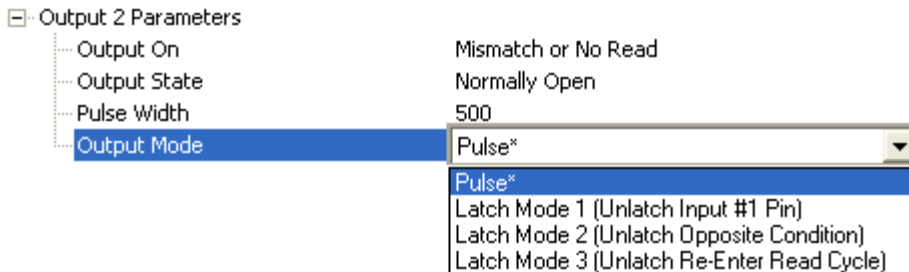 Output 2 Parameters
Output On Mismatch or No Read
Output State Normally Open
Pulse Width 500
Output Mode Pulse*
Pulse*
Latch Mode 1 (Unlatch Input #1 Pin)
Latch Mode 2 (Unlatch Opposite Condition)
Latch Mode 3 (Unlatch Re-Enter Read Cycle)